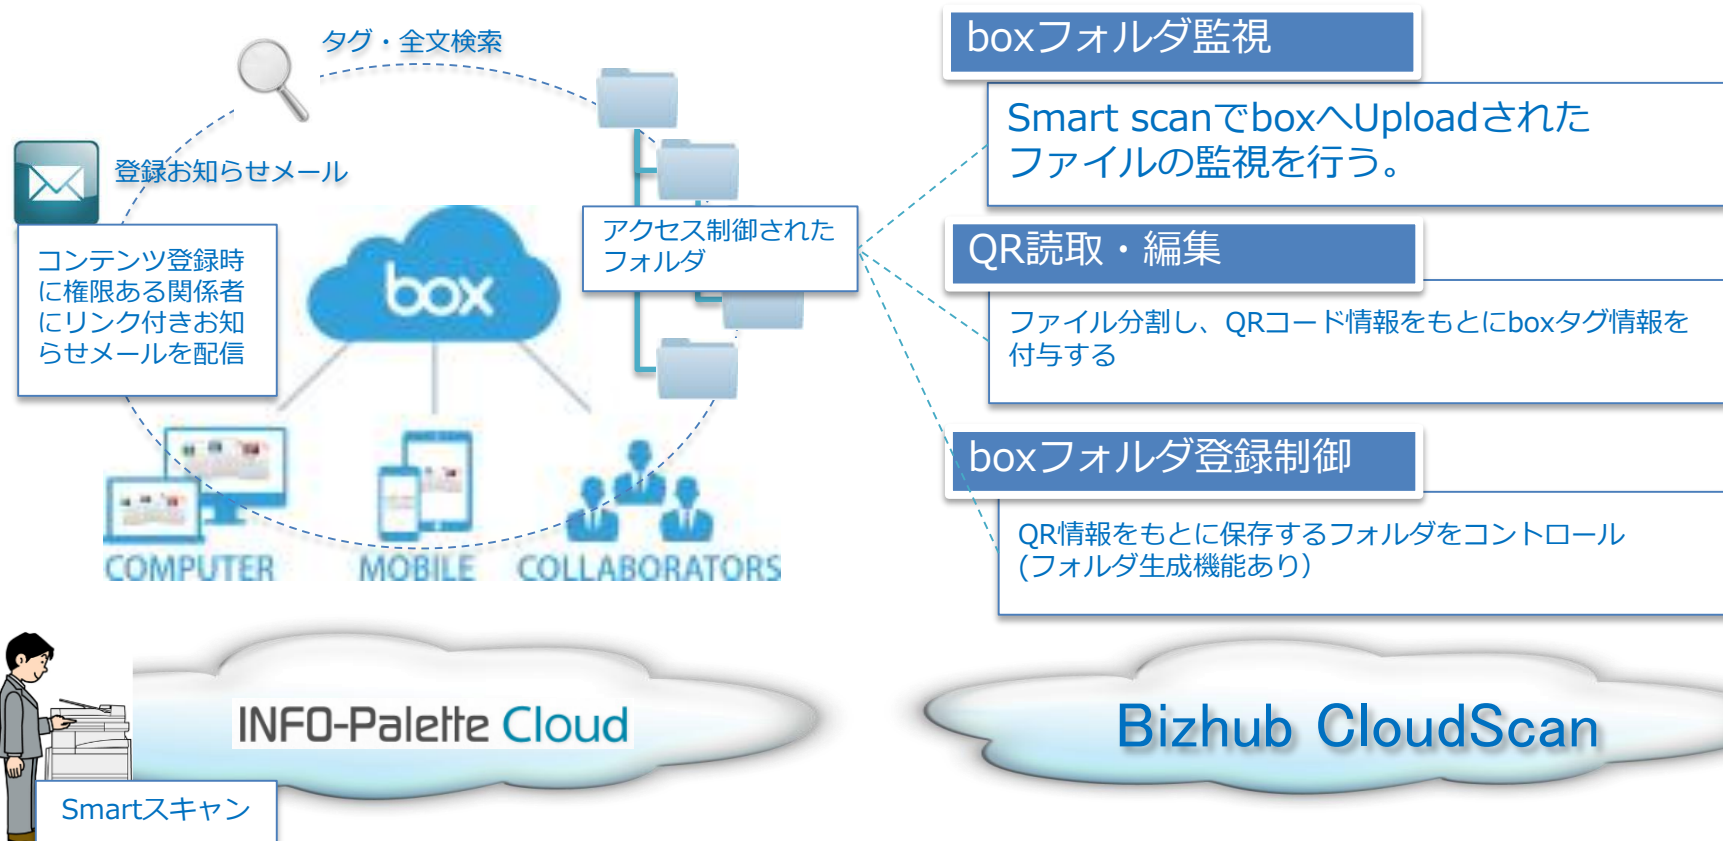 タグ・全文検索
登録お知らせメール
コンテンツ登録時
に権限ある関係者
にリンク付きお知
らせメールを配信
box
アクセス制御された
フォルダ
COMPUTER
MOBILE
COLLABORATORS
boxフォルダ監視
Smart scanでboxへUploadされた
ファイルの監視を行う。
QR読取・編集
ファイル分割し、QRコード情報をもとにboxタグ情報を
付与する
boxフォルダ登録制御
QR情報をもとに保存するフォルダをコントロール
(フォルダ生成機能あり）
INFO-Palette Cloud
Smartスキャン
Bizhub CloudScan